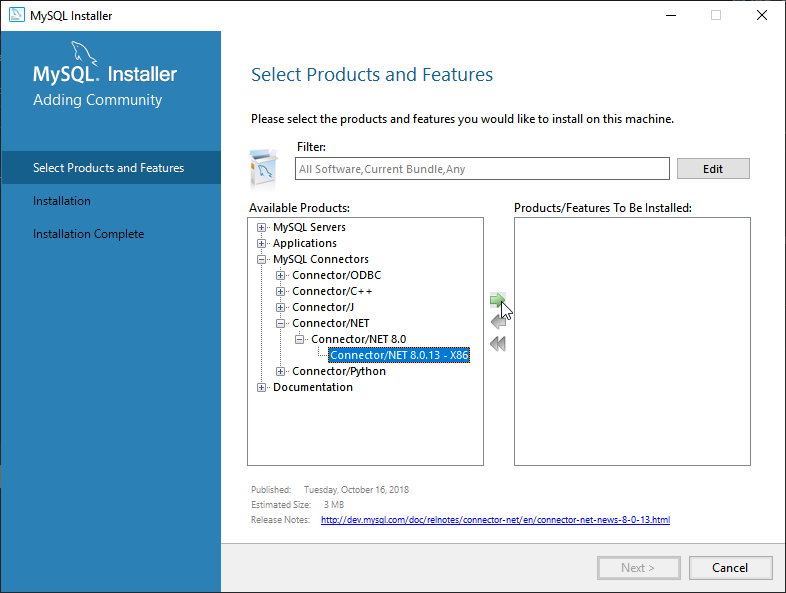 MySQL Installer
MySQL. Installer
Adding Community
Select Products and Features
Installation
Installation Complete
Select Products and Features
Please select the products and features you would like to install on this machine.
Filter:
All Software,Current Bundle,Any
Edit
Available Products:
MySQL Servers
Applications
MySQL Connectors
Connector/ODBC
Connector/C++
Connector/J
Connector/NET
Connector/NET 8.0
Connector/NET 8.0.13 - X86
Connector/Python
Documentation
Products/Features To Be Installed:
Published: Tuesday, October 16, 2018
Estimated Size: 3 MB
Release Notes: http://dev.mysql.com/doc/relnotes/connector-net/en/connector-net-news-8-0-13.html
Next >
Cancel